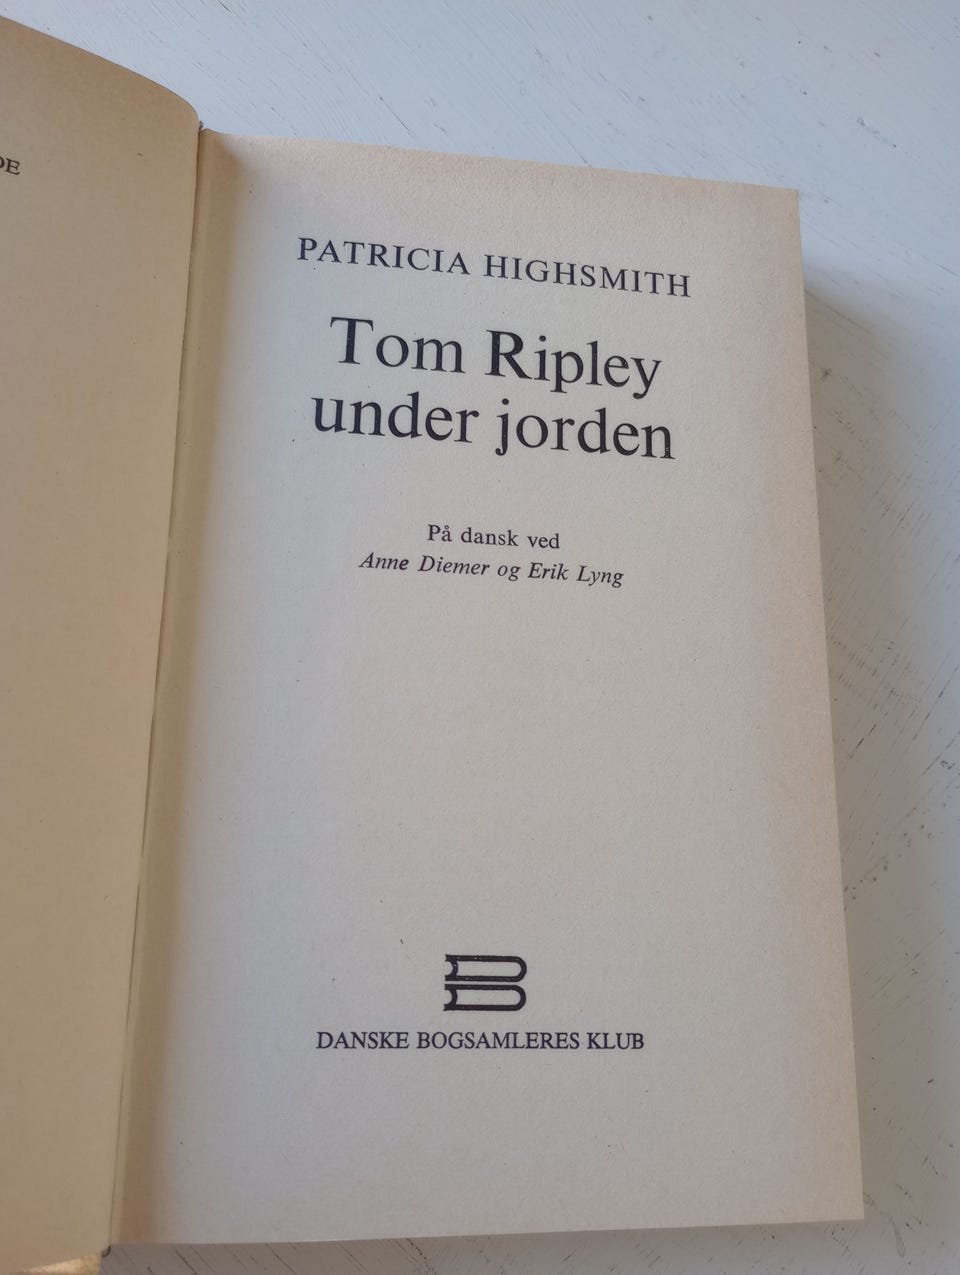 PATRICIA HIGHSMITH
Tom Ripley
under jorden
På dansk ved
Anne Diemer og Erik Lyng
DANSKE BOGSAMLERES KLUB